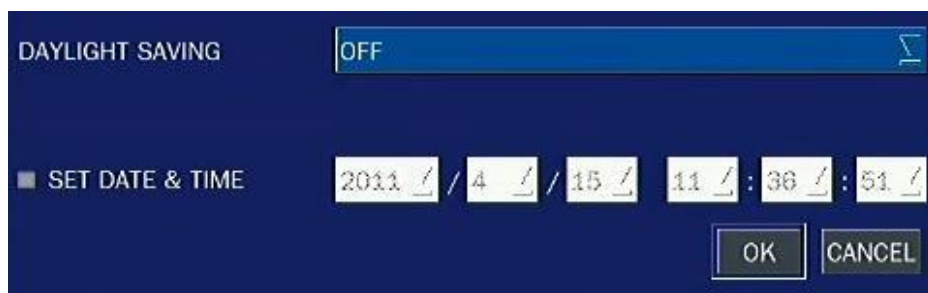 DAYLIGHT SAVING OFF
SET DATE & TIME 2011 / 4 / 15 11 : 36 : 51
OK CANCEL